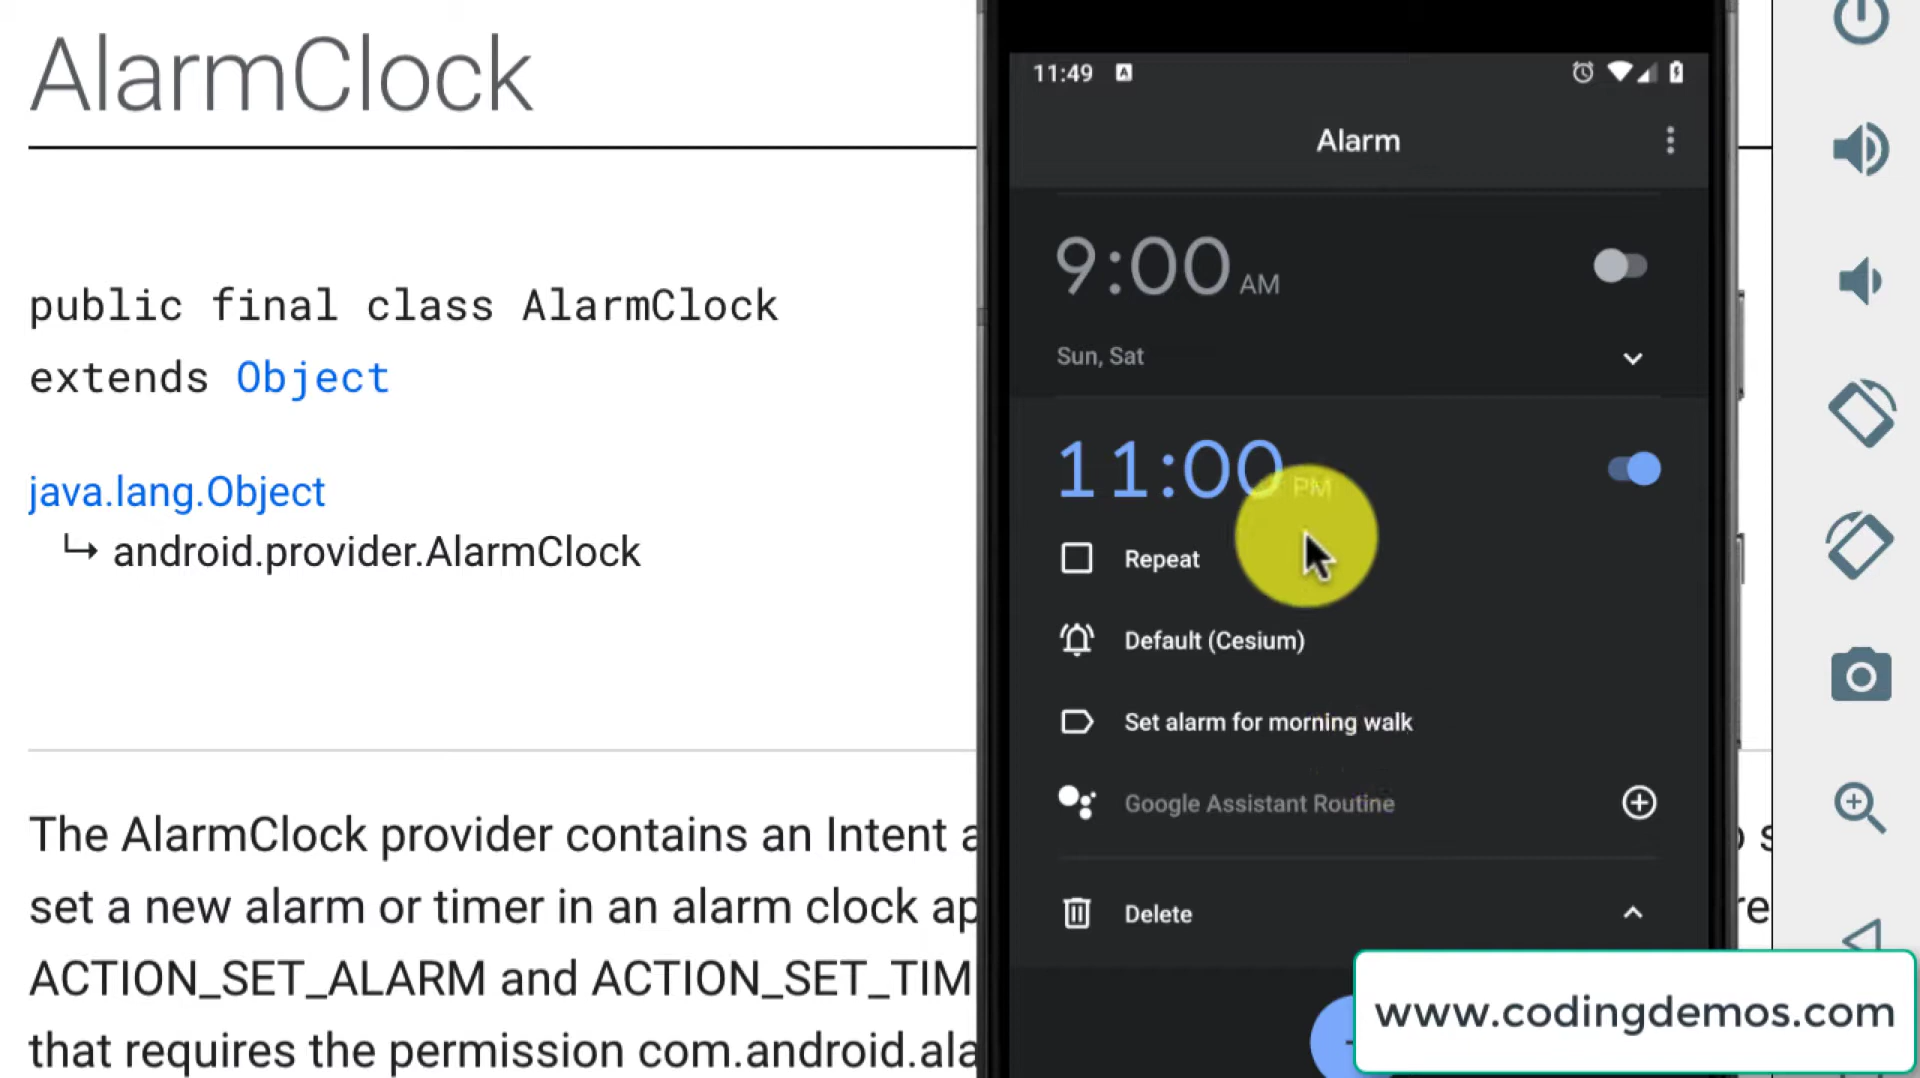 AlarmClock
public final class AlarmClock
extends Object
java.lang.Object
↳ android.provider.AlarmClock
The AlarmClock provider contains an Intent a
set a new alarm or timer in an alarm clock ap
ACTION_SET_ALARM and ACTION_SET_TIM
that requires the permission com.android.ala
11:49
Alarm
9:00 AM
Sun, Sat
11:00 PM
Repeat
Default (Cesium)
Set alarm for morning walk
Google Assistant Routine
Delete
www.codingdemos.com